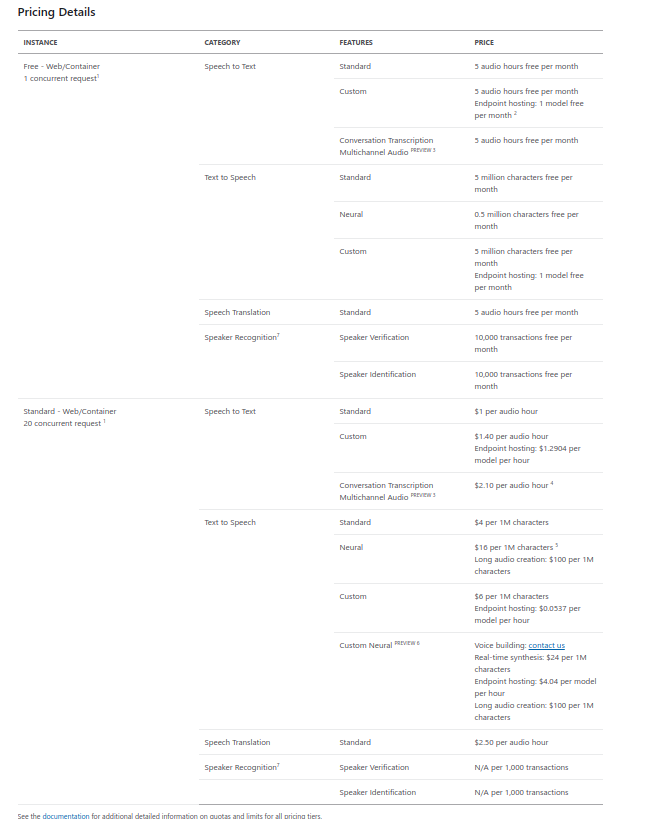 Pricing Details
INSTANCE CATEGORY FEATURES PRICE
Free - Web/Container
1 concurrent request1
Speech to Text Standard 5 audio hours free per month
Custom 5 audio hours free per month
Endpoint hosting: 1 model free
per month 2
Conversation Transcription
Multichannel Audio PREVIEW 3
5 audio hours free per month
Text to Speech Standard 5 million characters free per
month
Neural 0.5 million characters free per
month
Custom 5 million characters free per
month
Endpoint hosting: 1 model free
per month
Speech Translation Standard 5 audio hours free per month
Speaker Recognition7 Speaker Verification 10,000 transactions free per
month
Speaker Identification 10,000 transactions free per
month
Standard - Web/Container
20 concurrent request 1
Speech to Text Standard $1 per audio hour
Custom $1.40 per audio hour
Endpoint hosting: $1.2904 per
model per hour
Conversation Transcription
Multichannel Audio PREVIEW 3
$2.10 per audio hour 4
Text to Speech Standard $4 per 1M characters
Neural $16 per 1M characters 5
Long audio creation: $100 per 1M
characters
Custom $6 per 1M characters
Endpoint hosting: $0.0537 per
model per hour
Custom Neural PREVIEW 6 Voice building: contact us
Real-time synthesis: $24 per 1M
characters
Endpoint hosting: $4.04 per model
per hour
Long audio creation: $100 per 1M
characters
Speech Translation Standard $2.50 per audio hour
Speaker Recognition7 Speaker Verification N/A per 1,000 transactions
Speaker Identification N/A per 1,000 transactions
See the documentation for additional detailed information on quotas and limits for all pricing tiers.